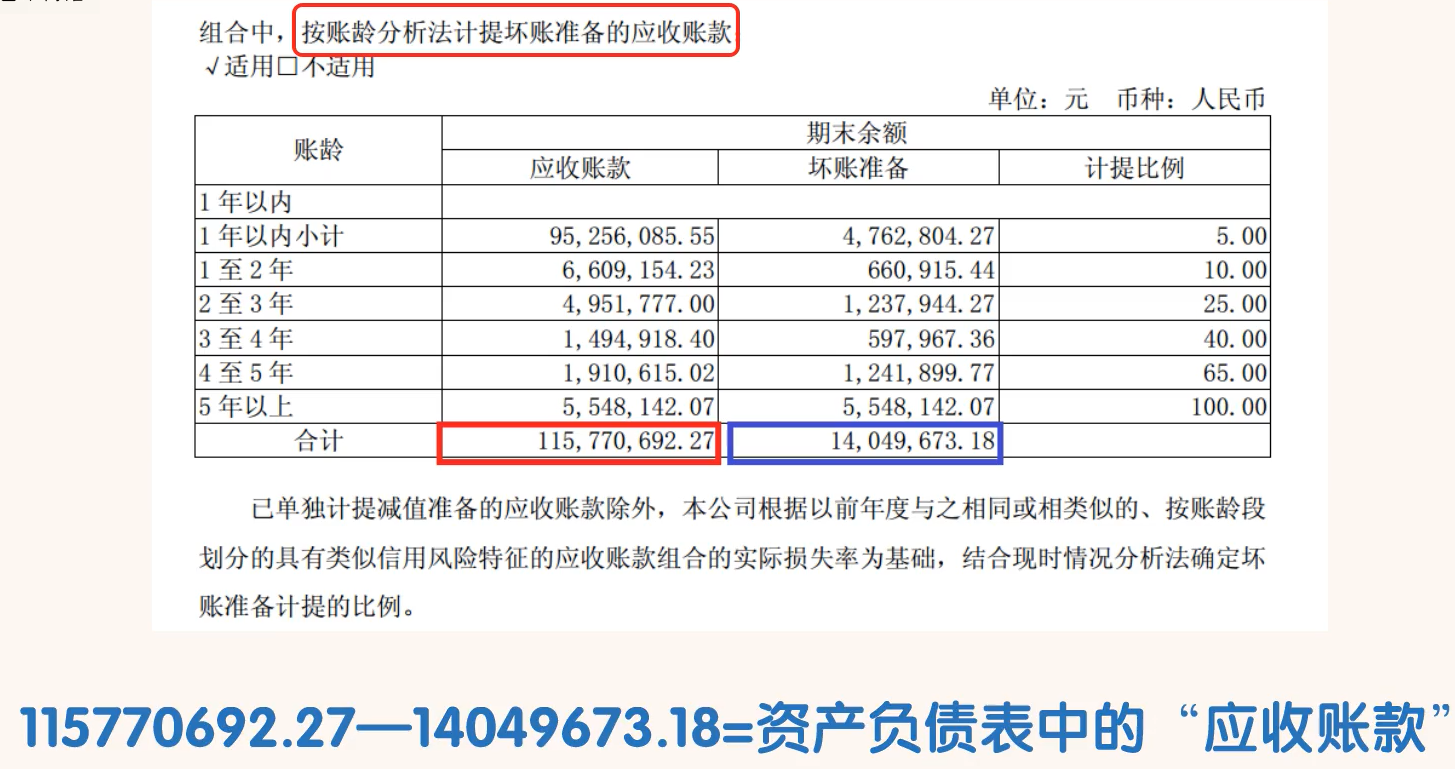 组合中，按账龄分析法计提坏账准备的应收账款
√适用□不适用
单位：元 币种：人民币
账龄 期末余额
应收账款 坏账准备 计提比例
1 年以内
1 年以内小计 95,256,085.55 4,762,804.27 5.00
1 至 2 年 6,609,154.23 660,915.44 10.00
2 至 3 年 4,951,777.00 1,237,944.27 25.00
3 至 4 年 1,494,918.40 597,967.36 40.00
4 至 5 年 1,910,615.02 1,241,899.77 65.00
5 年以上 5,548,142.07 5,548,142.07 100.00
合计 115,770,692.27 14,049,673.18
已单独计提减值准备的应收账款除外，本公司根据以前年度与之相同或相类似的、按账龄段
划分的具有类似信用风险特征的应收账款组合的实际损失率为基础，结合现时情况分析法确定坏
账准备计提的比例。
115770692.27—14049673.18=资产负债表中的“应收账款”